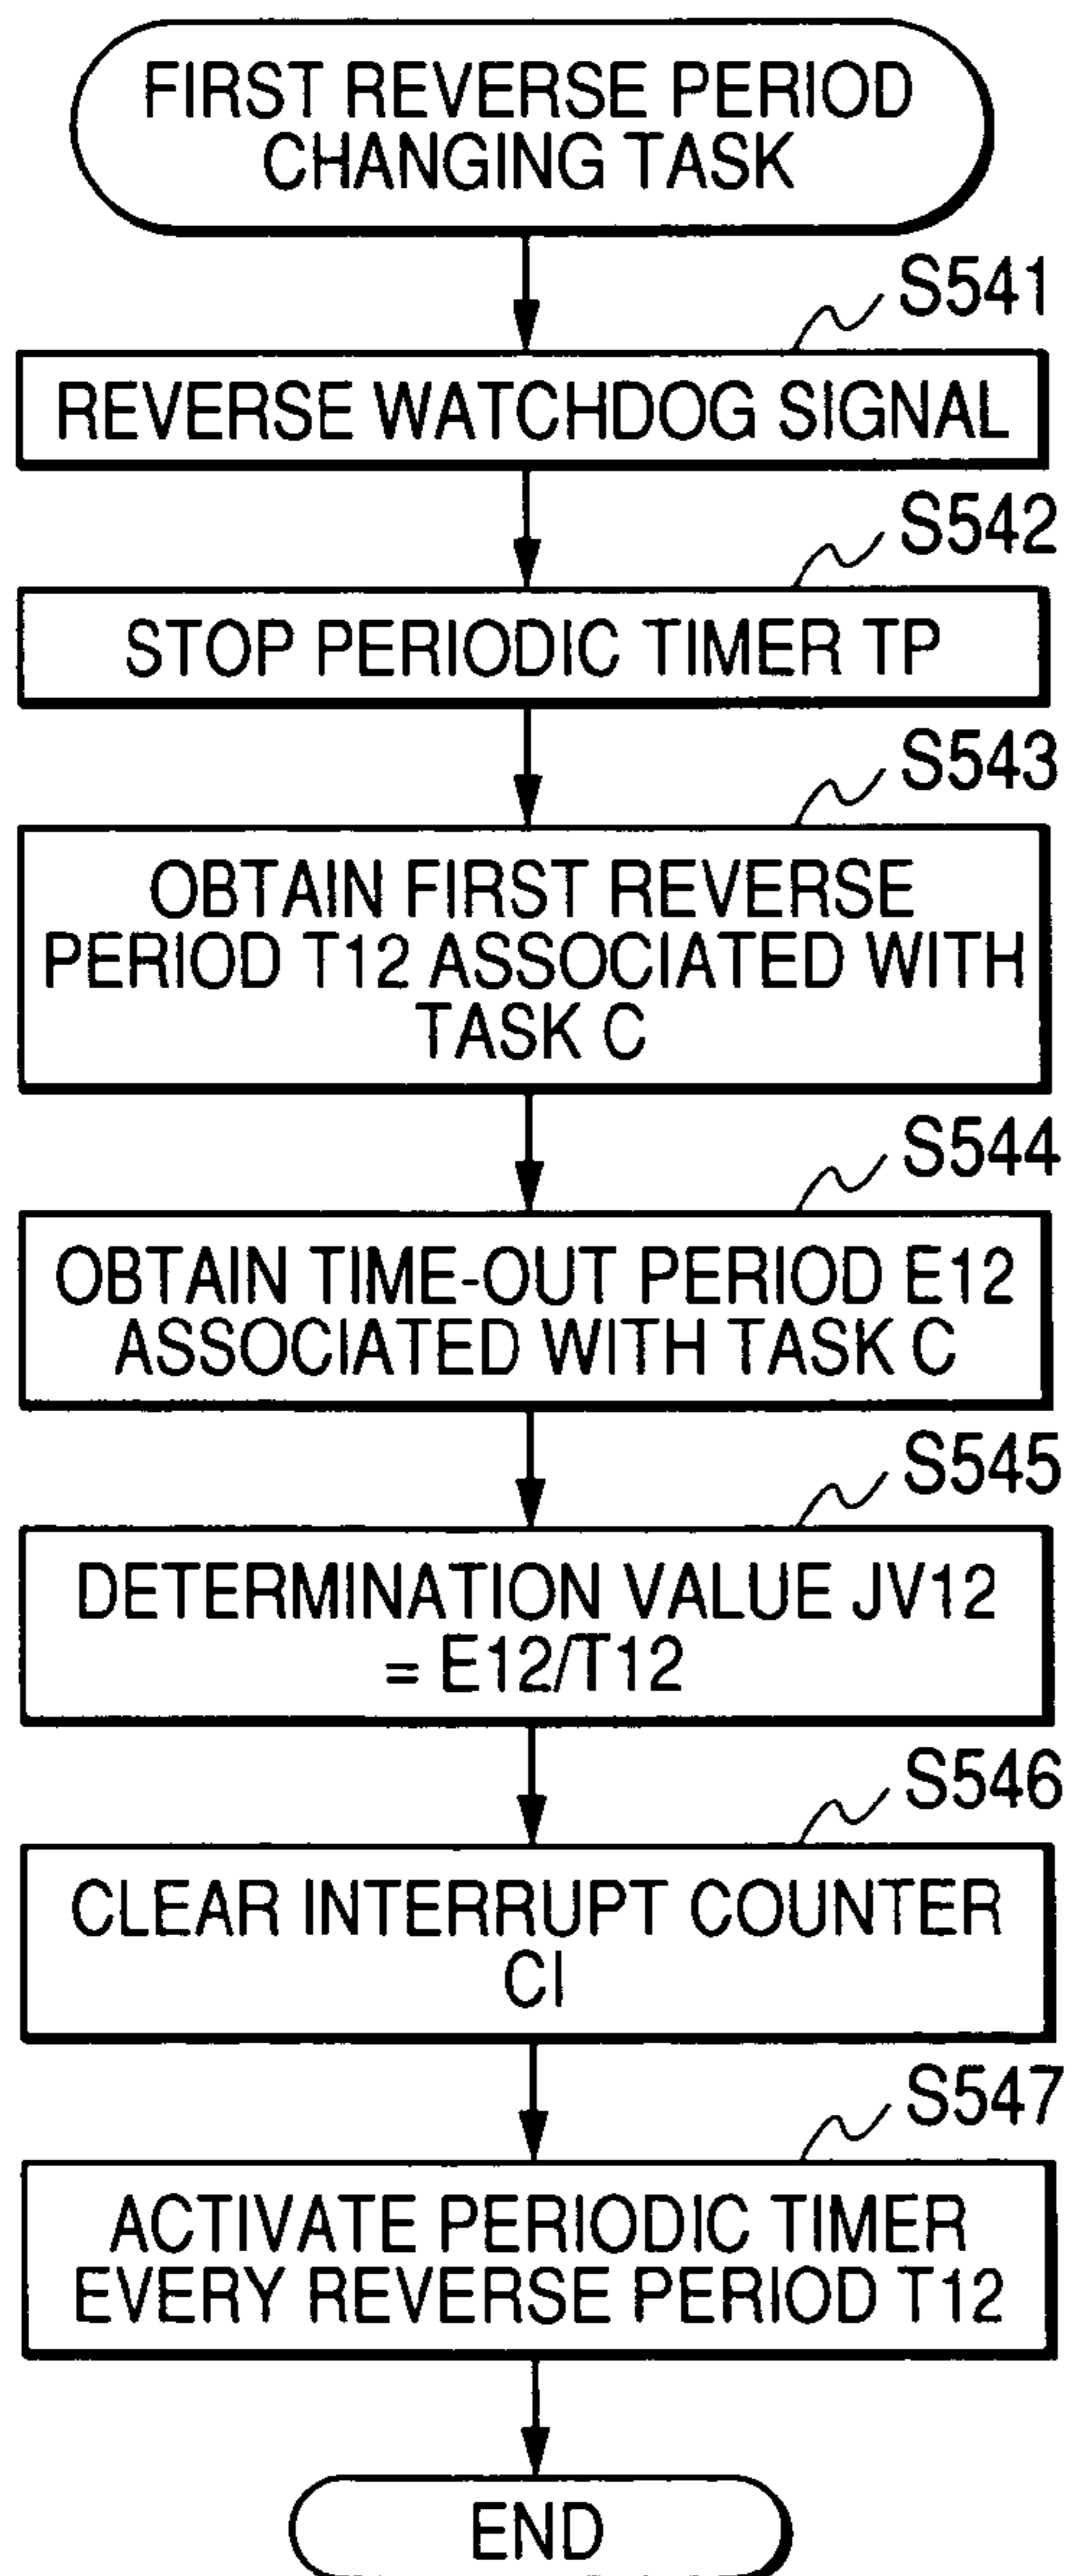 FIRST REVERSE PERIOD
CHANGING TASK
S541
REVERSE WATCHDOG SIGNAL
S542
STOP PERIODIC TIMER TP
S543
OBTAIN FIRST REVERSE
PERIOD T12 ASSOCIATED WITH
TASK C
S544
OBTAIN TIME-OUT PERIOD E12
ASSOCIATED WITH TASK C
S545
DETERMINATION VALUE JV12
= E12/T12
S546
CLEAR INTERRUPT COUNTER
CI
S547
ACTIVATE PERIODIC TIMER
EVERY REVERSE PERIOD T12
END